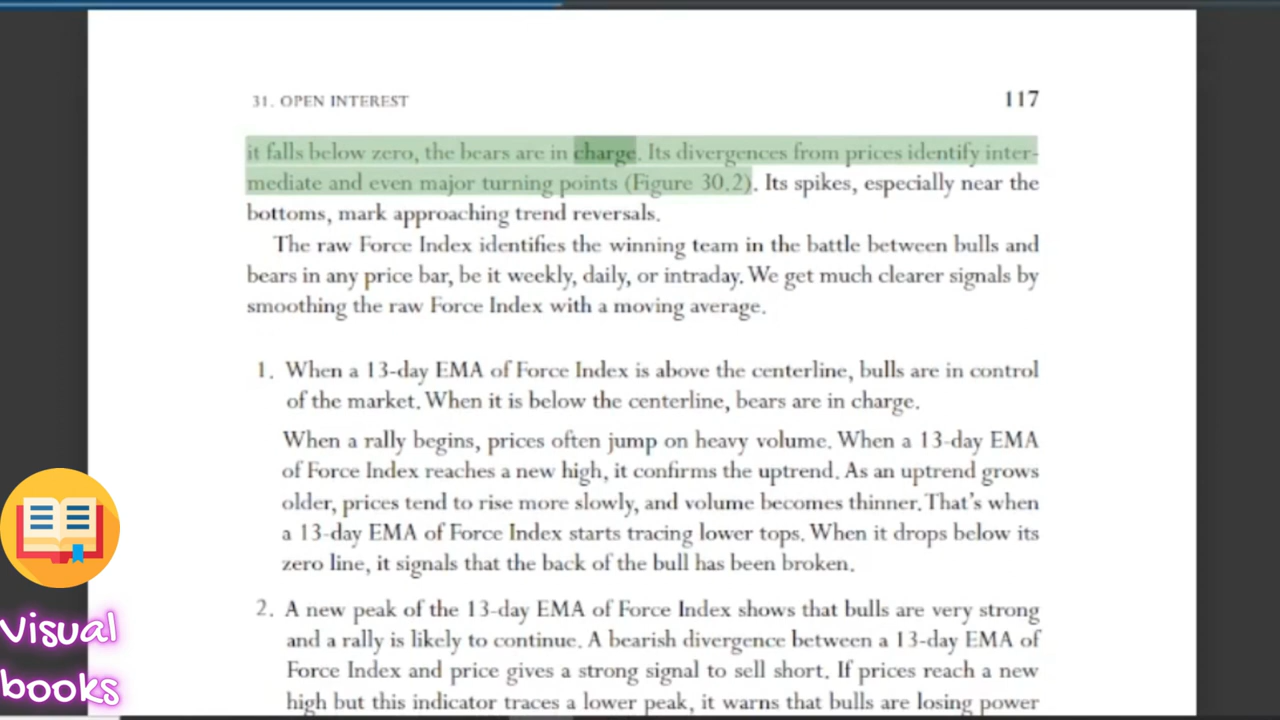 31. OPEN INTEREST 117
it falls below zero, the bears are in charge. Its divergences from prices identify inter-
mediate and even major turning points (Figure 30.2). Its spikes, especially near the
bottoms, mark approaching trend reversals.
The raw Force Index identifies the winning team in the battle between bulls and
bears in any price bar, be it weekly, daily, or intraday. We get much clearer signals by
smoothing the raw Force Index with a moving average.
1. When a 13-day EMA of Force Index is above the centerline, bulls are in control
of the market. When it is below the centerline, bears are in charge.
When a rally begins, prices often jump on heavy volume. When a 13-day EMA
of Force Index reaches a new high, it confirms the uptrend. As an uptrend grows
older, prices tend to rise more slowly, and volume becomes thinner. That's when
a 13-day EMA of Force Index starts tracing lower tops. When it drops below its
zero line, it signals that the back of the bull has been broken.
2. A new peak of the 13-day EMA of Force Index shows that bulls are very strong
and a rally is likely to continue. A bearish divergence between a 13-day EMA of
Force Index and price gives a strong signal to sell short. If prices reach a new
high but this indicator traces a lower peak, it warns that bulls are losing power
Visual
books